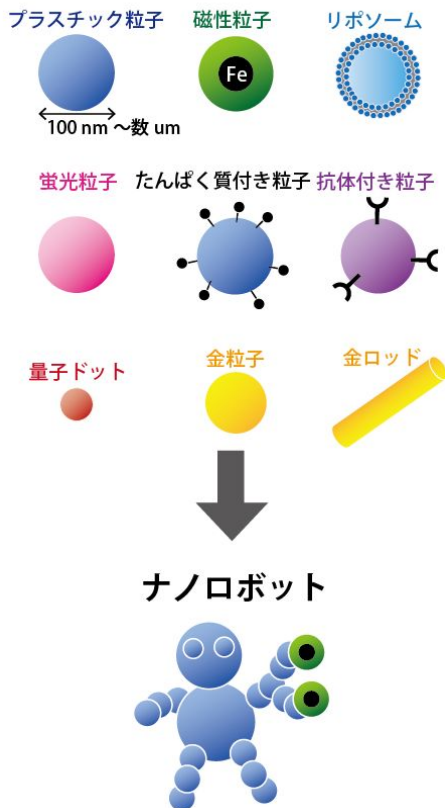 プラスチック粒子
磁性粒子
リポソーム
Fe
100 nm ～数 um
蛍光粒子
たんぱく質付き粒子
抗体付き粒子
量子ドット
金粒子
金ロッド
ナノロボット